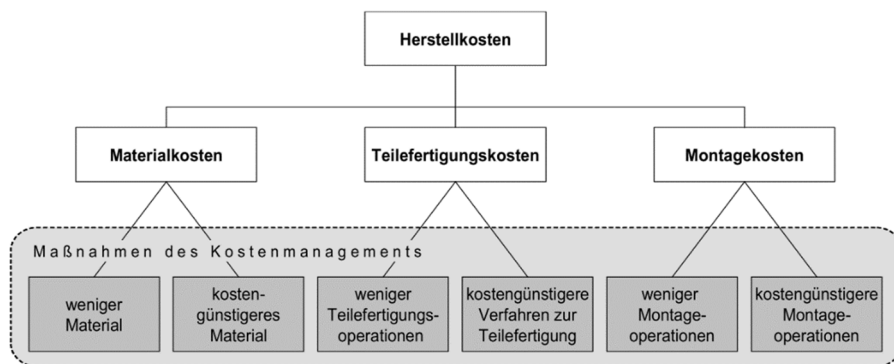 Herstellkosten
Materialkosten
Teilefertigungskosten
Montagekosten
Maßnahmen des Kostenmanagements
weniger
Material
kosten-
günstigeres
Material
weniger
Teilefertigungs-
operationen
kostengünstigere
Verfahren zur
Teilefertigung
weniger
Montage-
operationen
kostengünstigere
Montage-
operationen